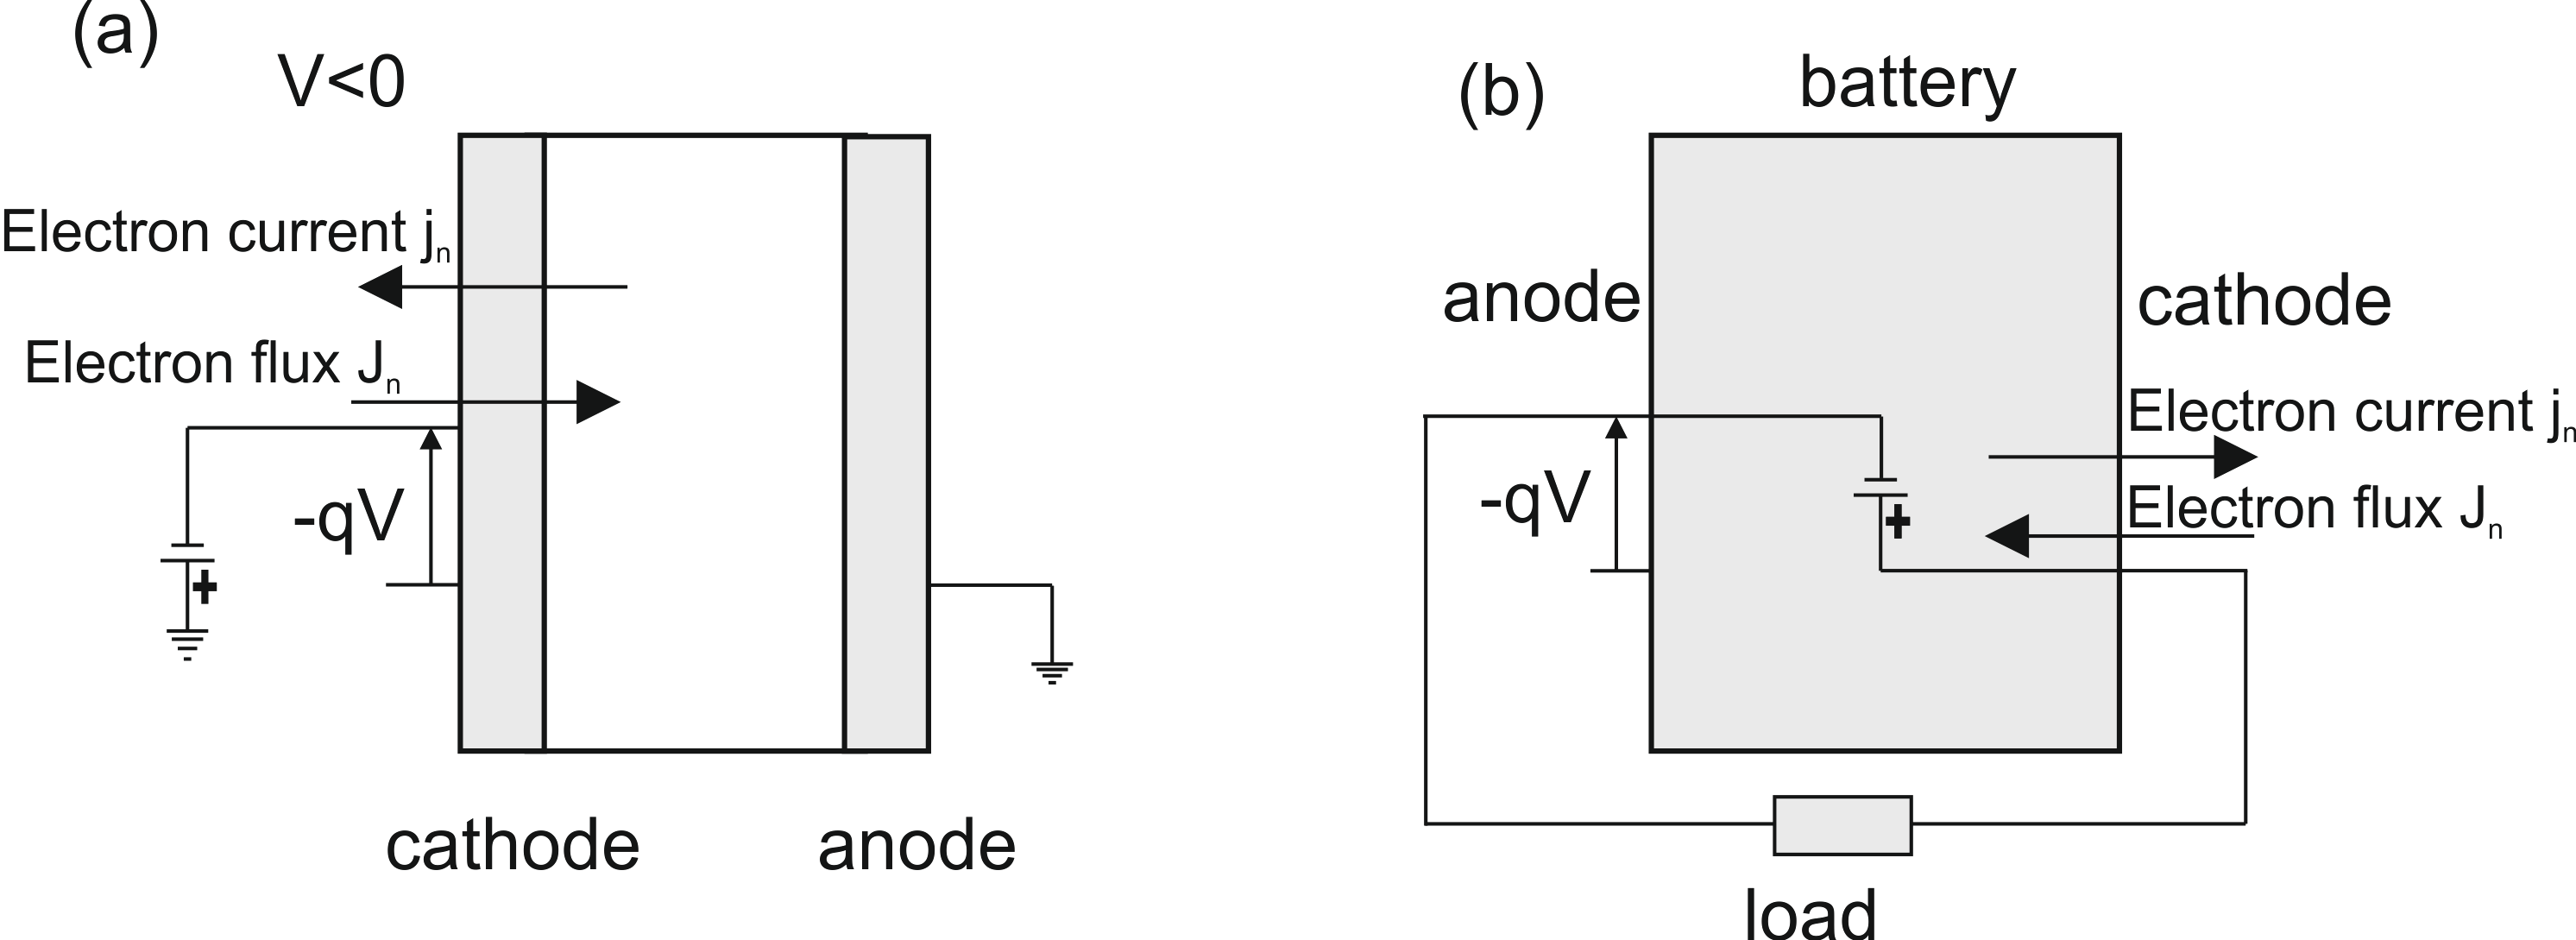 (a)
V<0
Electron current jn
Electron flux Jn
-qV
+
cathode
anode
(b)
battery
anode
cathode
Electron current jn
Electron flux Jn
-qV
+
load